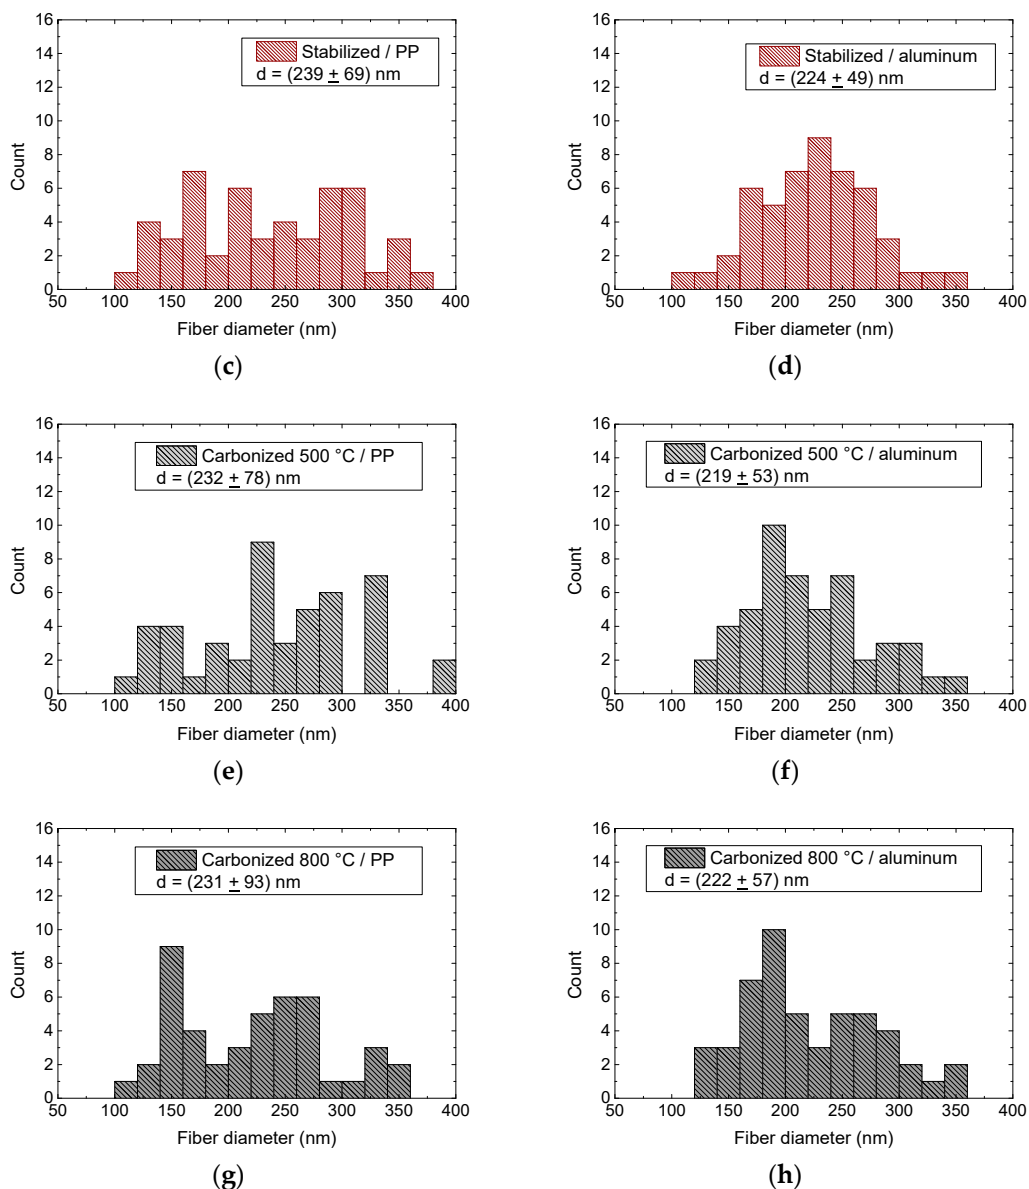 16
14
12
10
8
6
4
2
0
Count
Stabilized / PP
d = (239 ± 69) nm
50 100 150 200 250 300 350 400
Fiber diameter (nm)
(c)
16
14
12
10
8
6
4
2
0
Count
Stabilized / aluminum
d = (224 ± 49) nm
50 100 150 200 250 300 350 400
Fiber diameter (nm)
(d)
16
14
12
10
8
6
4
2
0
Count
Carbonized 500 °C / PP
d = (232 ± 78) nm
50 100 150 200 250 300 350 400
Fiber diameter (nm)
(e)
16
14
12
10
8
6
4
2
0
Count
Carbonized 500 °C / aluminum
d = (219 ± 53) nm
50 100 150 200 250 300 350 400
Fiber diameter (nm)
(f)
16
14
12
10
8
6
4
2
0
Count
Carbonized 800 °C / PP
d = (231 ± 93) nm
50 100 150 200 250 300 350 400
Fiber diameter (nm)
(g)
16
14
12
10
8
6
4
2
0
Count
Carbonized 800 °C / aluminum
d = (222 ± 57) nm
50 100 150 200 250 300 350 400
Fiber diameter (nm)
(h)